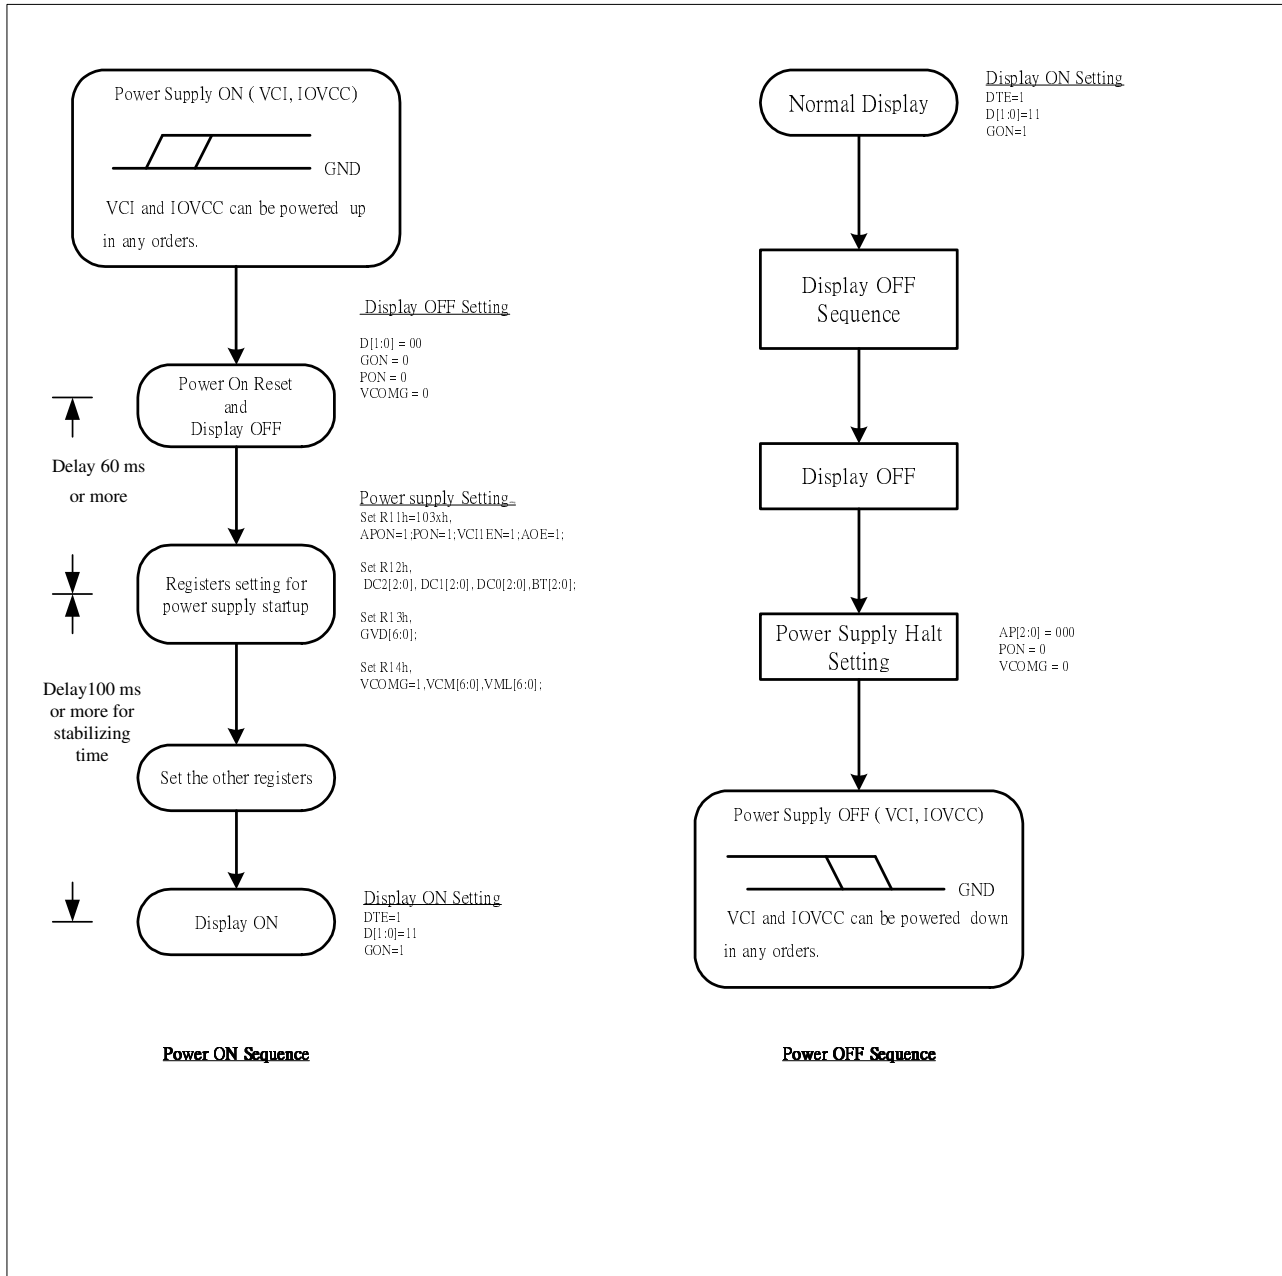 Power Supply ON ( VCI, IOVCC)
GND
VCI and IOVCC can be powered up
in any orders.
Display OFF Setting
D[1:0] = 00
GON = 0
PON = 0
VCOMG = 0
Power On Reset
and
Display OFF
Delay 60 ms
or more
Power supply Setting
Set R11h=103xh,
APON=1;PON=1;VCI1EN=1;AOE=1;
Set R12h,
DC2[2:0], DC1[2:0], DC0[2:0],BT[2:0];
Set R13h,
GVD[6:0];
Set R14h,
VCOMG=1,VCM[6:0],VML[6:0];
Registers setting for
power supply startup
Delay100 ms
or more for
stabilizing
time
Set the other registers
Display ON
Display ON Setting
DTE=1
D[1:0]=11
GON=1
Power ON Sequence
Normal Display
Display ON Setting
DTE=1
D[1:0]=11
GON=1
Display OFF
Sequence
Display OFF
Power Supply Halt
Setting
AP[2:0] = 000
PON = 0
VCOMG = 0
Power Supply OFF ( VCI, IOVCC)
GND
VCI and IOVCC can be powered down
in any orders.
Power OFF Sequence